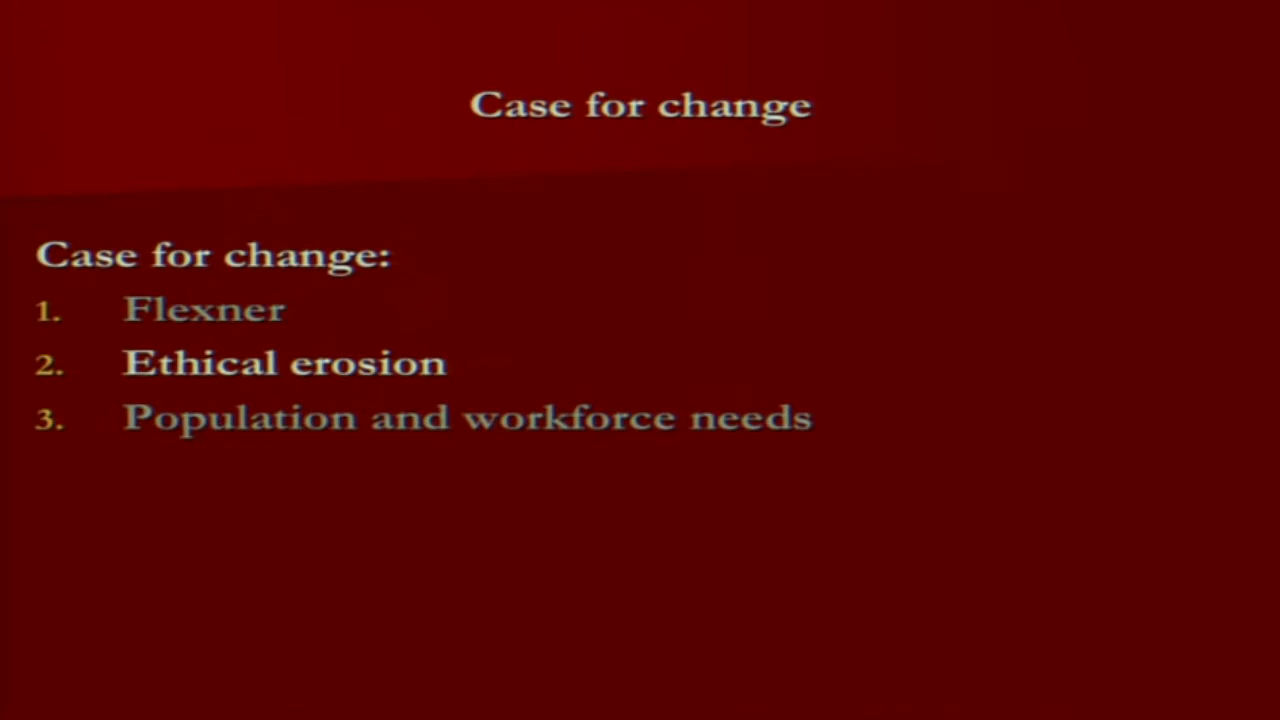 Case for change
Case for change:
1. Flexner
2. Ethical erosion
3. Population and workforce needs